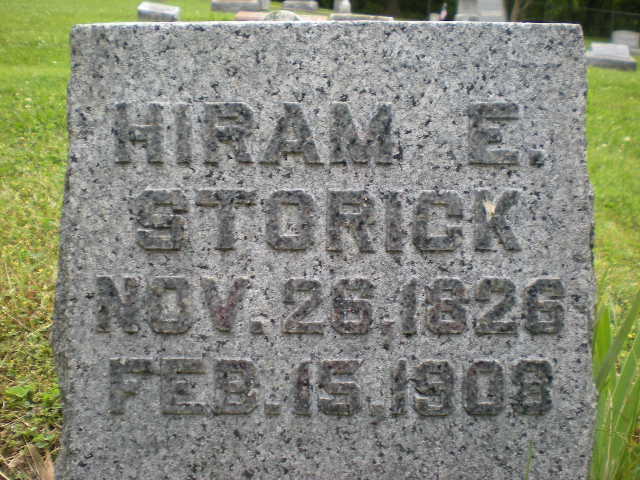 HIRAM E.
STORICK
NOV. 26. 1826
FEB. 15. 1908